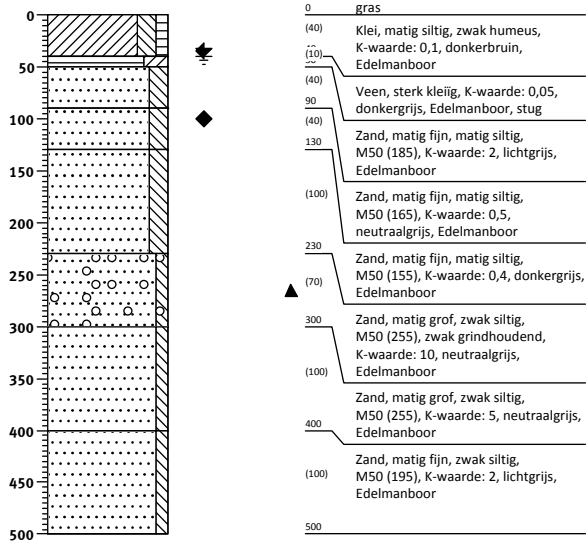 0
50
100
150
200
250
300
350
400
450
500
0
gras
(40)
Klei, matig siltig, zwak humeus,
K-waarde: 0,1, donkerbruin,
Edelmanboor
40
(10)
50
Veen, sterk kleiïg, K-waarde: 0,05,
donkergrijs, Edelmanboor, stug
(40)
90
Zand, matig fijn, matig siltig,
M50 (185), K-waarde: 2, lichtgrijs,
Edelmanboor
(40)
130
Zand, matig fijn, matig siltig,
M50 (165), K-waarde: 0,5,
neutraalgrijs, Edelmanboor
(100)
230
Zand, matig fijn, matig siltig,
M50 (155), K-waarde: 0,4, donkergrijs,
Edelmanboor
(70)
300
Zand, matig grof, zwak siltig,
M50 (255), zwak grindhoudend,
K-waarde: 10, neutraalgrijs,
Edelmanboor
(100)
400
Zand, matig grof, zwak siltig,
M50 (255), K-waarde: 5, neutraalgrijs,
Edelmanboor
(100)
Zand, matig fijn, zwak siltig,
M50 (195), K-waarde: 2, lichtgrijs,
Edelmanboor
500